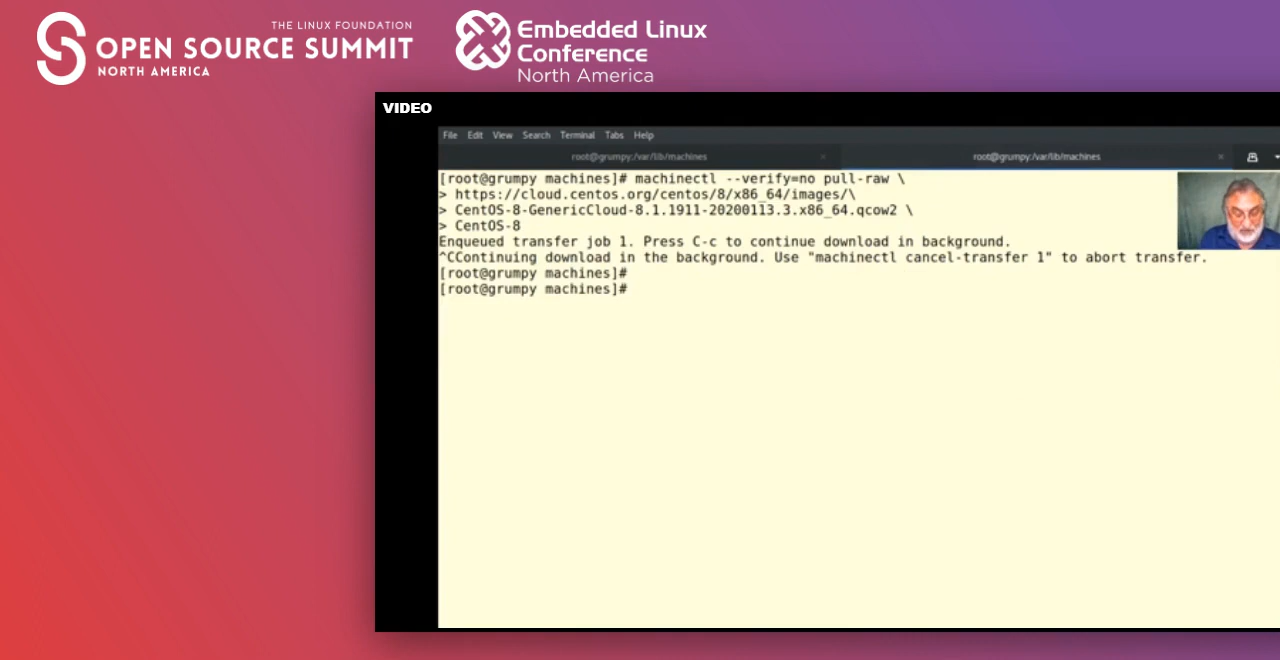 THE LINUX FOUNDATION
OPEN SOURCE SUMMIT
NORTH AMERICA
Embedded Linux
Conference
North America
VIDEO
File Edit View Search Terminal Tabs Help
root@grumpy:/var/lib/machines × root@grumpy:/var/lib/machines ×
[root@grumpy machines]# machinectl --verify=no pull-raw \
> https://cloud.centos.org/centos/8/x86_64/images/\
> CentOS-8-GenericCloud-8.1.1911-20200113.3.x86_64.qcow2 \
> CentOS-8
Enqueued transfer job 1. Press C-c to continue download in background.
^CContinuing download in the background. Use "machinectl cancel-transfer 1" to abort transfer.
[root@grumpy machines]#
[root@grumpy machines]#